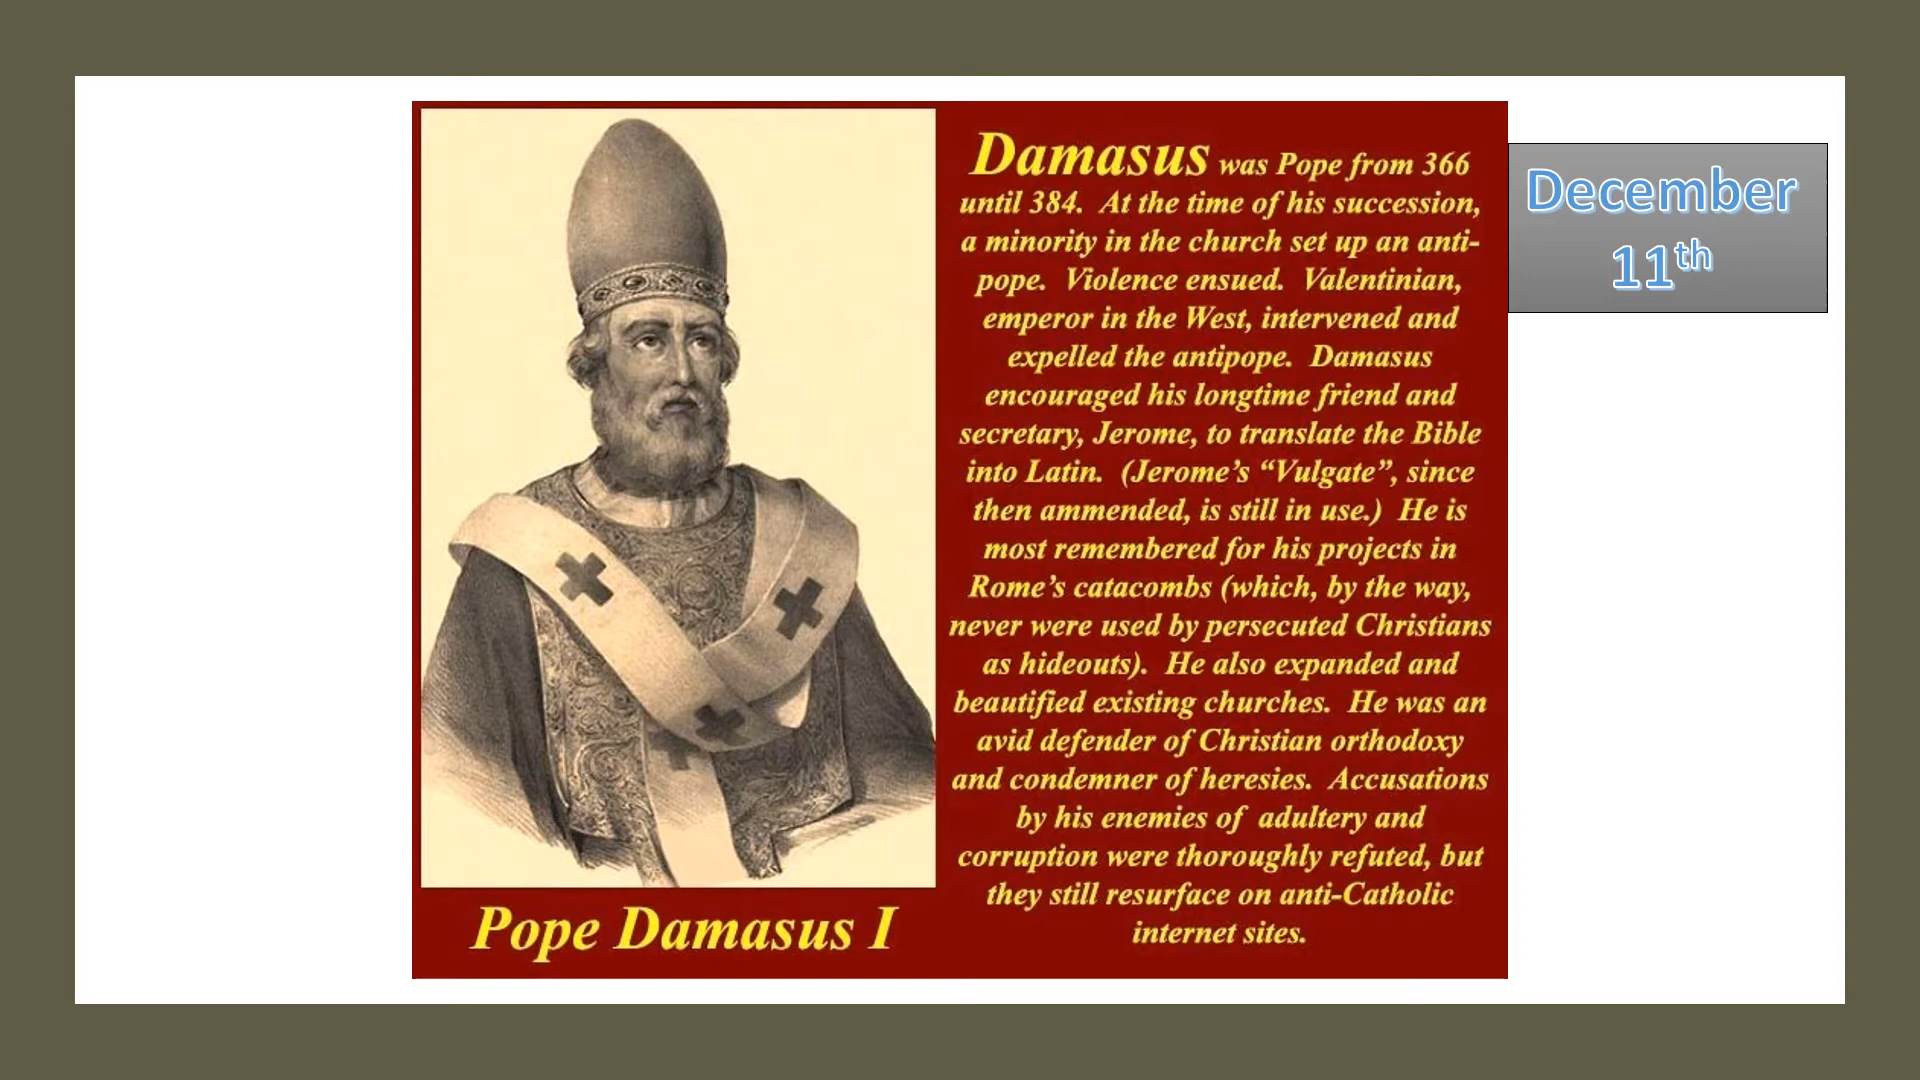 Damasus was Pope from 366
until 384. At the time of his succession,
a minority in the church set up an anti-
pope. Violence ensued. Valentinian,
emperor in the West, intervened and
expelled the antipope. Damasus
encouraged his longtime friend and
secretary, Jerome, to translate the Bible
into Latin. (Jerome’s “Vulgate”, since
then ammended, is still in use.) He is
most remembered for his projects in
Rome’s catacombs (which, by the way,
never were used by persecuted Christians
as hideouts). He also expanded and
beautified existing churches. He was an
avid defender of Christian orthodoxy
and condemner of heresies. Accusations
by his enemies of adultery and
corruption were thoroughly refuted, but
they still resurface on anti-Catholic
internet sites.
Pope Damasus I
December
11th